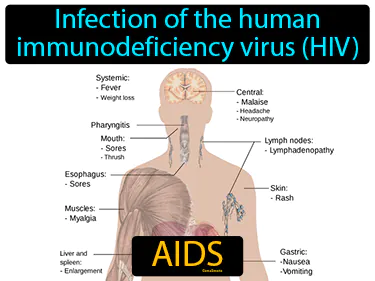 Infection of the human
immunodeficiency virus (HIV)
Systemic:
- Fever
- Weight loss
Central:
- Malaise
- Headache
- Neuropathy
Pharyngitis
Mouth:
- Sores
- Thrush
Lymph nodes:
- Lymphadenopathy
Esophagus:
- Sores
Skin:
- Rash
Muscles:
- Myalgia
Liver and
spleen:
- Enlargement
Gastric:
-Nausea
-Vomiting
AIDS